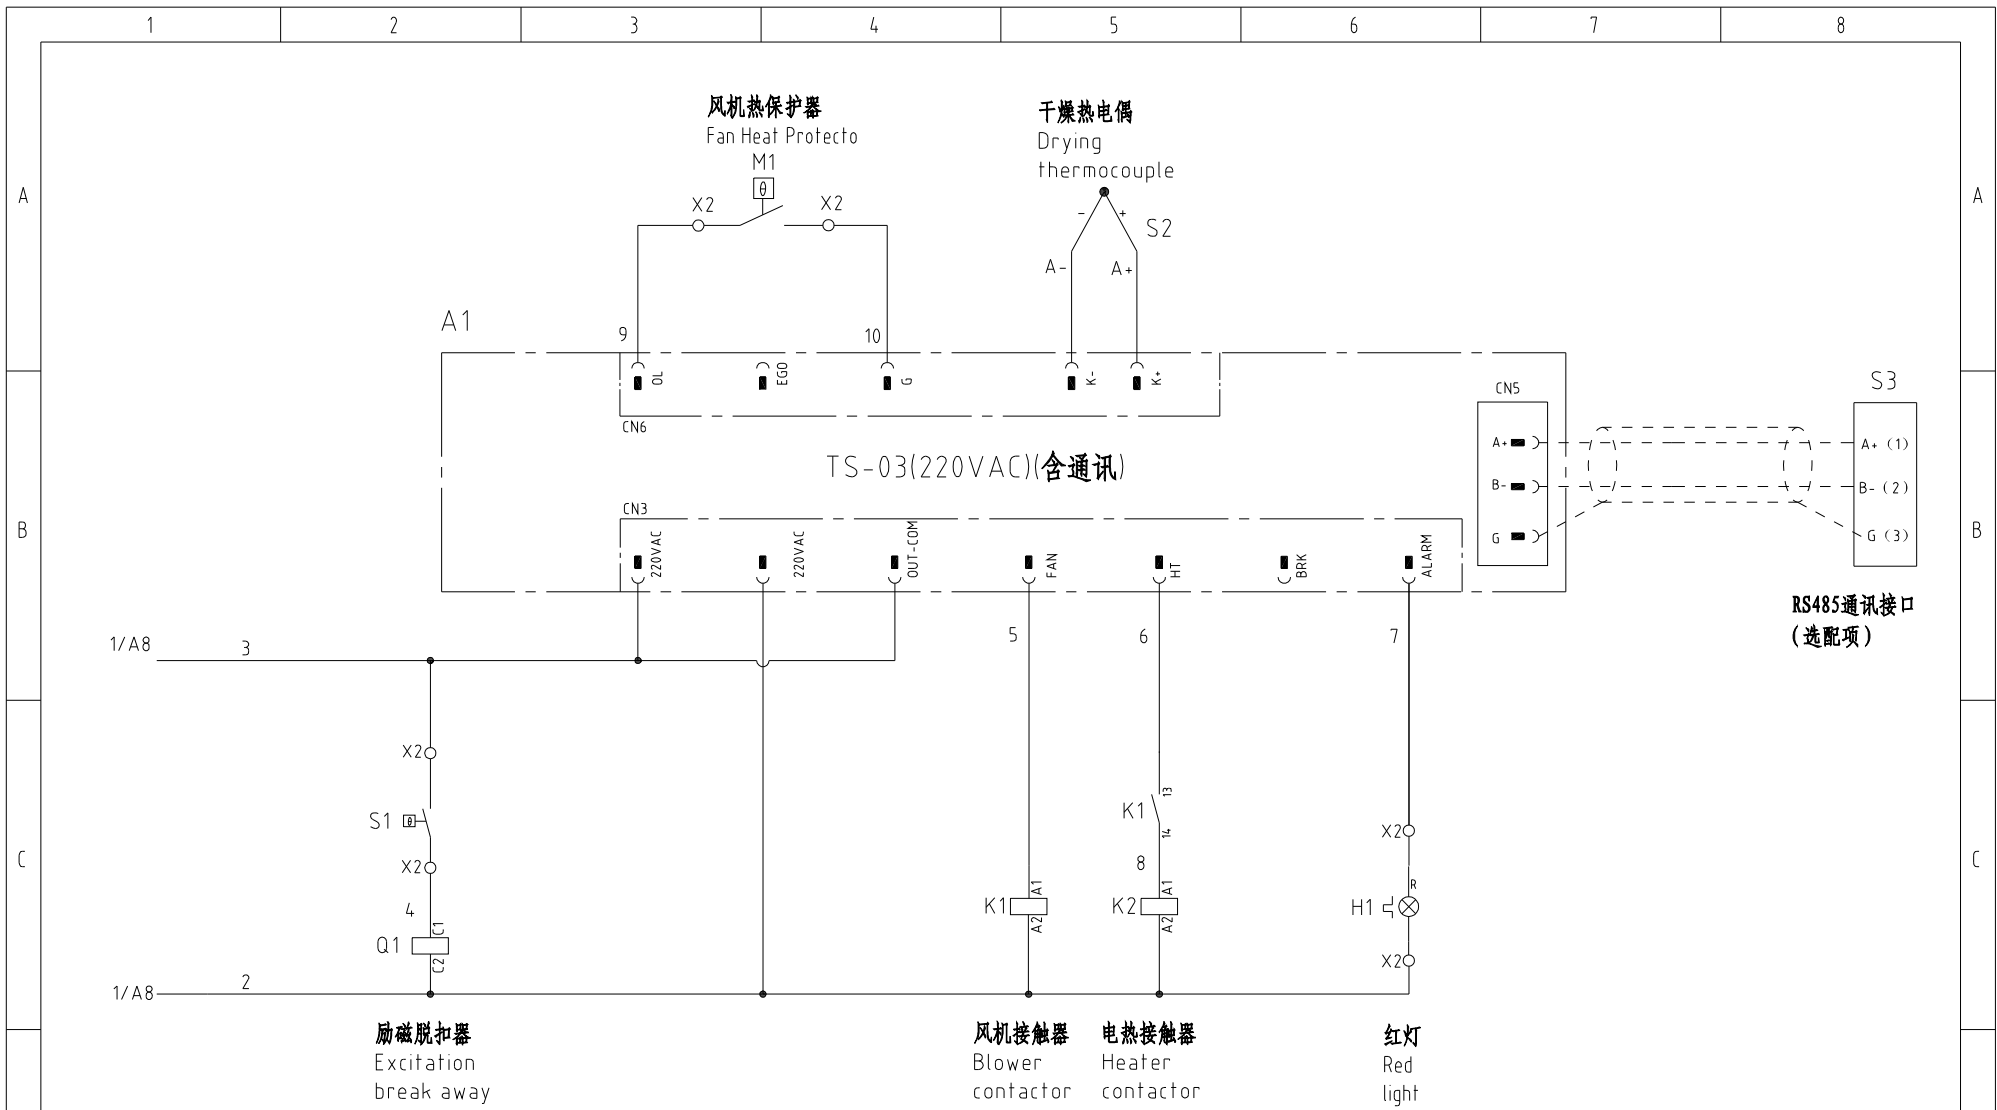 1 2 3 4 5 6 7 8
风机热保护器
Fan Heat Protecto
M1
θ
X2
X2
干燥热电偶
Drying
thermocouple
- +
S2
A- A+
A A
A1
9
10
OL
EGO
G
K-
K+
CN6
TS-03(220VAC)(含通讯)
CN5
A+
B-
G
S3
A+ (1)
B- (2)
G (3)
RS485通讯接口
(选配项)
B B
CN3
220VAC
220VAC
OUT-COM
FAN
HT
BRK
ALARM
1/A8 3
5
6
7
X2
S1
θ
X2
4
Q1
C1
C2
K1
13
14
8
K1
A1
A2
K2
A1
A2
X2
R
H1
X2
C C
1/A8 2
励磁脱扣器
Excitation
break away
风机接触器
Blower
contactor
电热接触器
Heater
contactor
红灯
Red
light